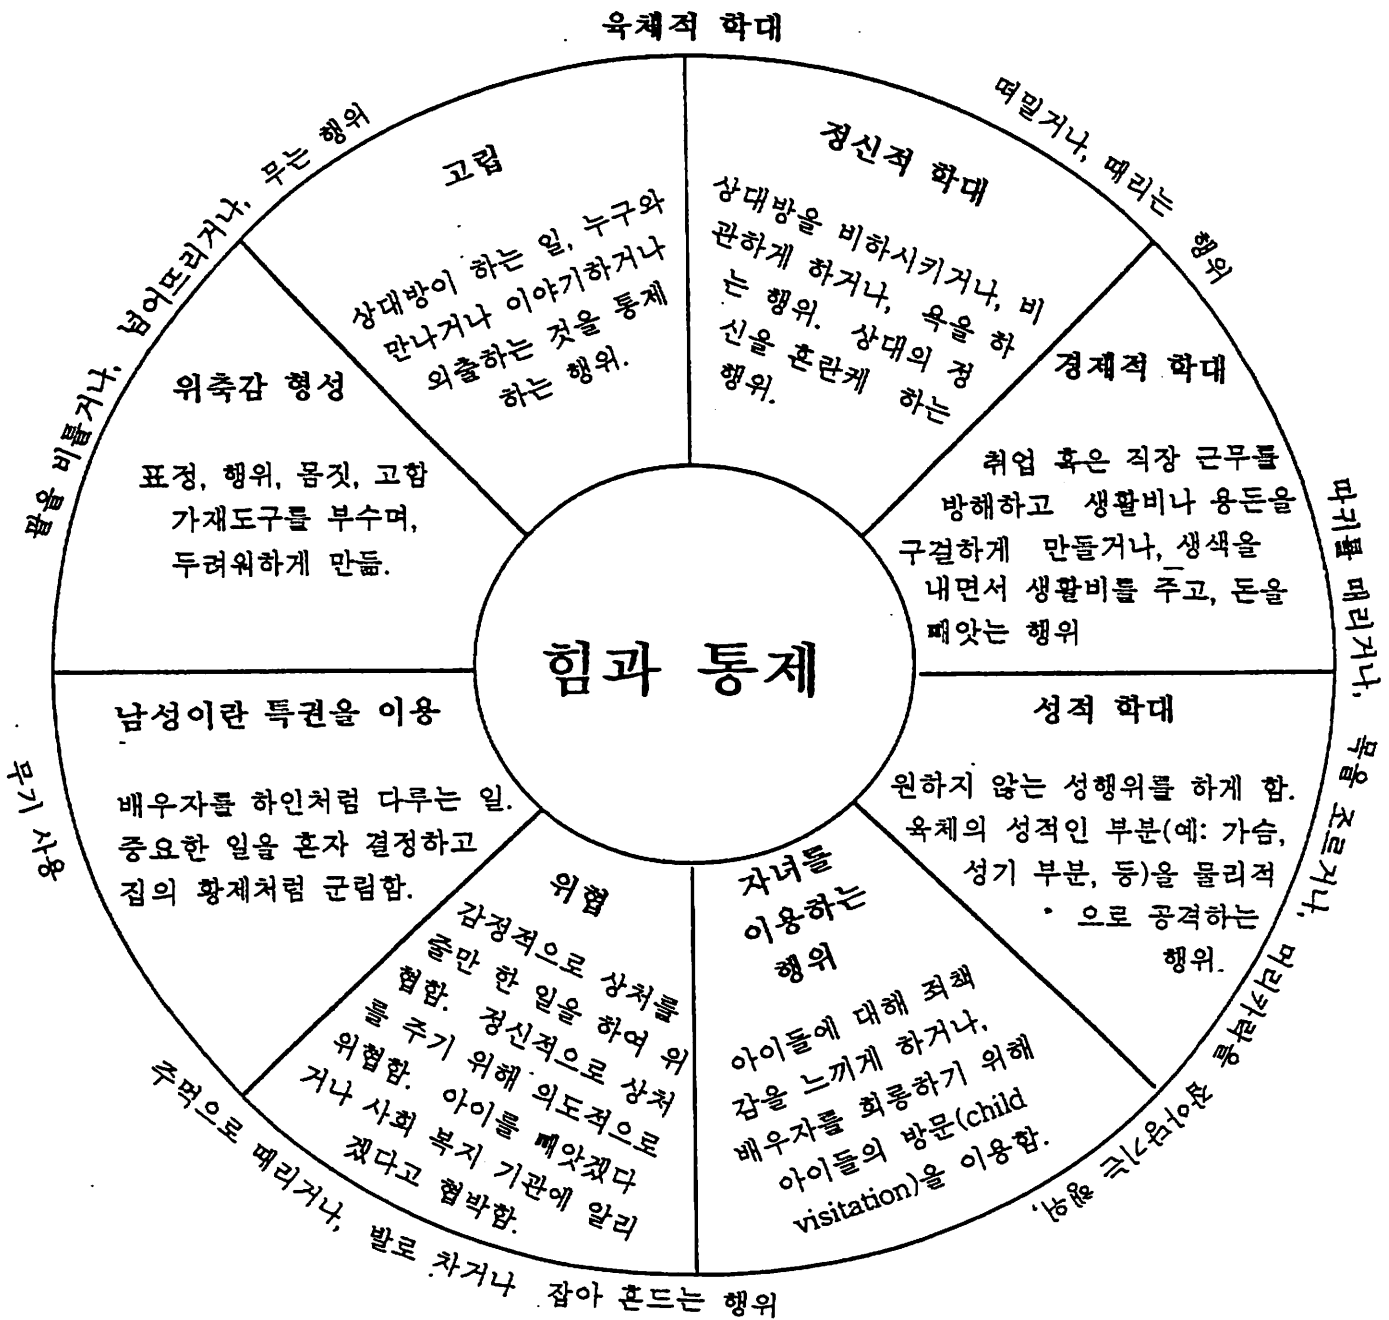 육체적 학대
떠밀거나, 때리는 행위
따귀를 때리거나, 목을 조르거나, 머리카락을 잡아당기는 행위,
주먹으로 때리거나, 발로 차거나 잡아 흔드는 행위
무기 사용
팔을 비틀거나, 넘어뜨리거나, 무는 행위
힘과 통제
정신적 학대
상대방을 비하시키거나, 비
관하게 하거나, 욕을 하
는 행위. 상대의 정
신을 혼란케 하는
행위.
경제적 학대
취업 혹은 직장 근무를
방해하고 생활비나 용돈을
구걸하게 만들거나, 생색을
내면서 생활비를 주고, 돈을
빼앗는 행위
성적 학대
원하지 않는 성행위를 하게 함.
육체의 성적인 부분(예: 가슴,
성기 부분, 등)을 물리적
으로 공격하는
행위.
자녀들
이용하는
행위
아이들에 대해 죄책
감을 느끼게 하거나,
배우자를 희롱하기 위해
아이들의 방문(child
visitation)을 이용함.
위협
감정적으로 상처를
줄만 한 일을 하여 위
협함. 정신적으로 상처
를 주기 위해 의도적으로
위협함. 아이를 빼앗겠다
거나 사회 복지 기관에 알리
겠다고 협박함.
남성이란 특권을 이용
배우자를 하인처럼 다루는 일.
중요한 일을 혼자 결정하고
집의 황제처럼 군림함.
위축감 형성
표정, 행위, 몸짓, 고함
가재도구를 부수며,
두려워하게 만듦.
고립
상대방이 하는 일, 누구와
만나거나 이야기하거나
외출하는 것을 통제
하는 행위.